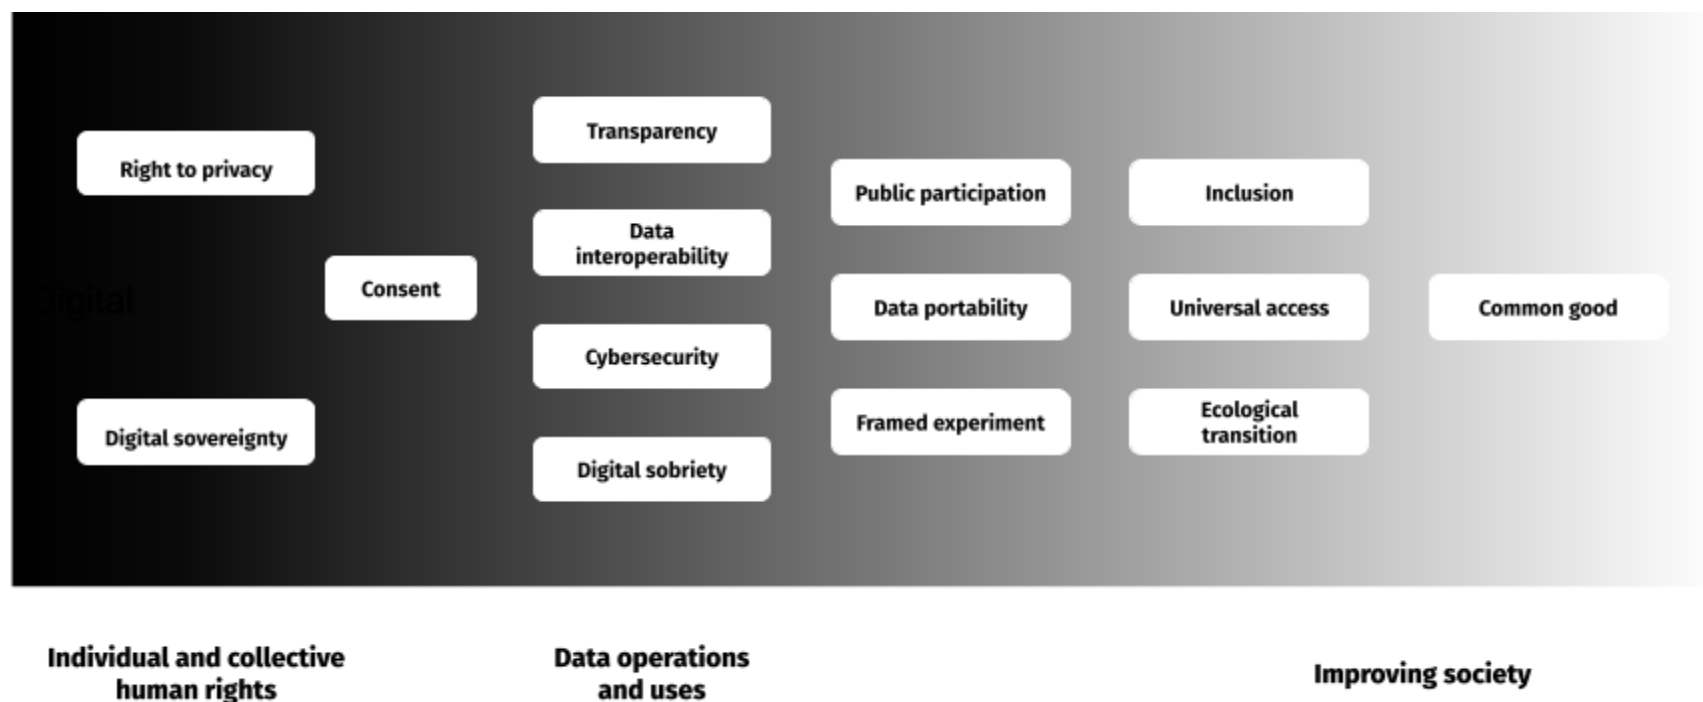 Right to privacy
Digital
Digital sovereignty
Consent
Transparency
Data
interoperability
Cybersecurity
Digital sobriety
Public participation
Data portability
Framed experiment
Inclusion
Universal access
Ecological
transition
Common good
Individual and collective
human rights
Data operations
and uses
Improving society